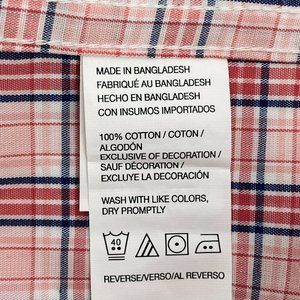 MADE IN BANGLADESH
FABRIQUÉ AU BANGLADESH
HECHO EN BANGLADESH
CON INSUMOS IMPORTADOS
100% COTTON / COTON /
ALGODÓN
EXCLUSIVE OF DECORATION /
SAUF DÉCORATION /
EXCLUYE LA DECORACIÓN
WASH WITH LIKE COLORS,
DRY PROMPTLY
40
REVERSE/VERSO/AL REVERSO